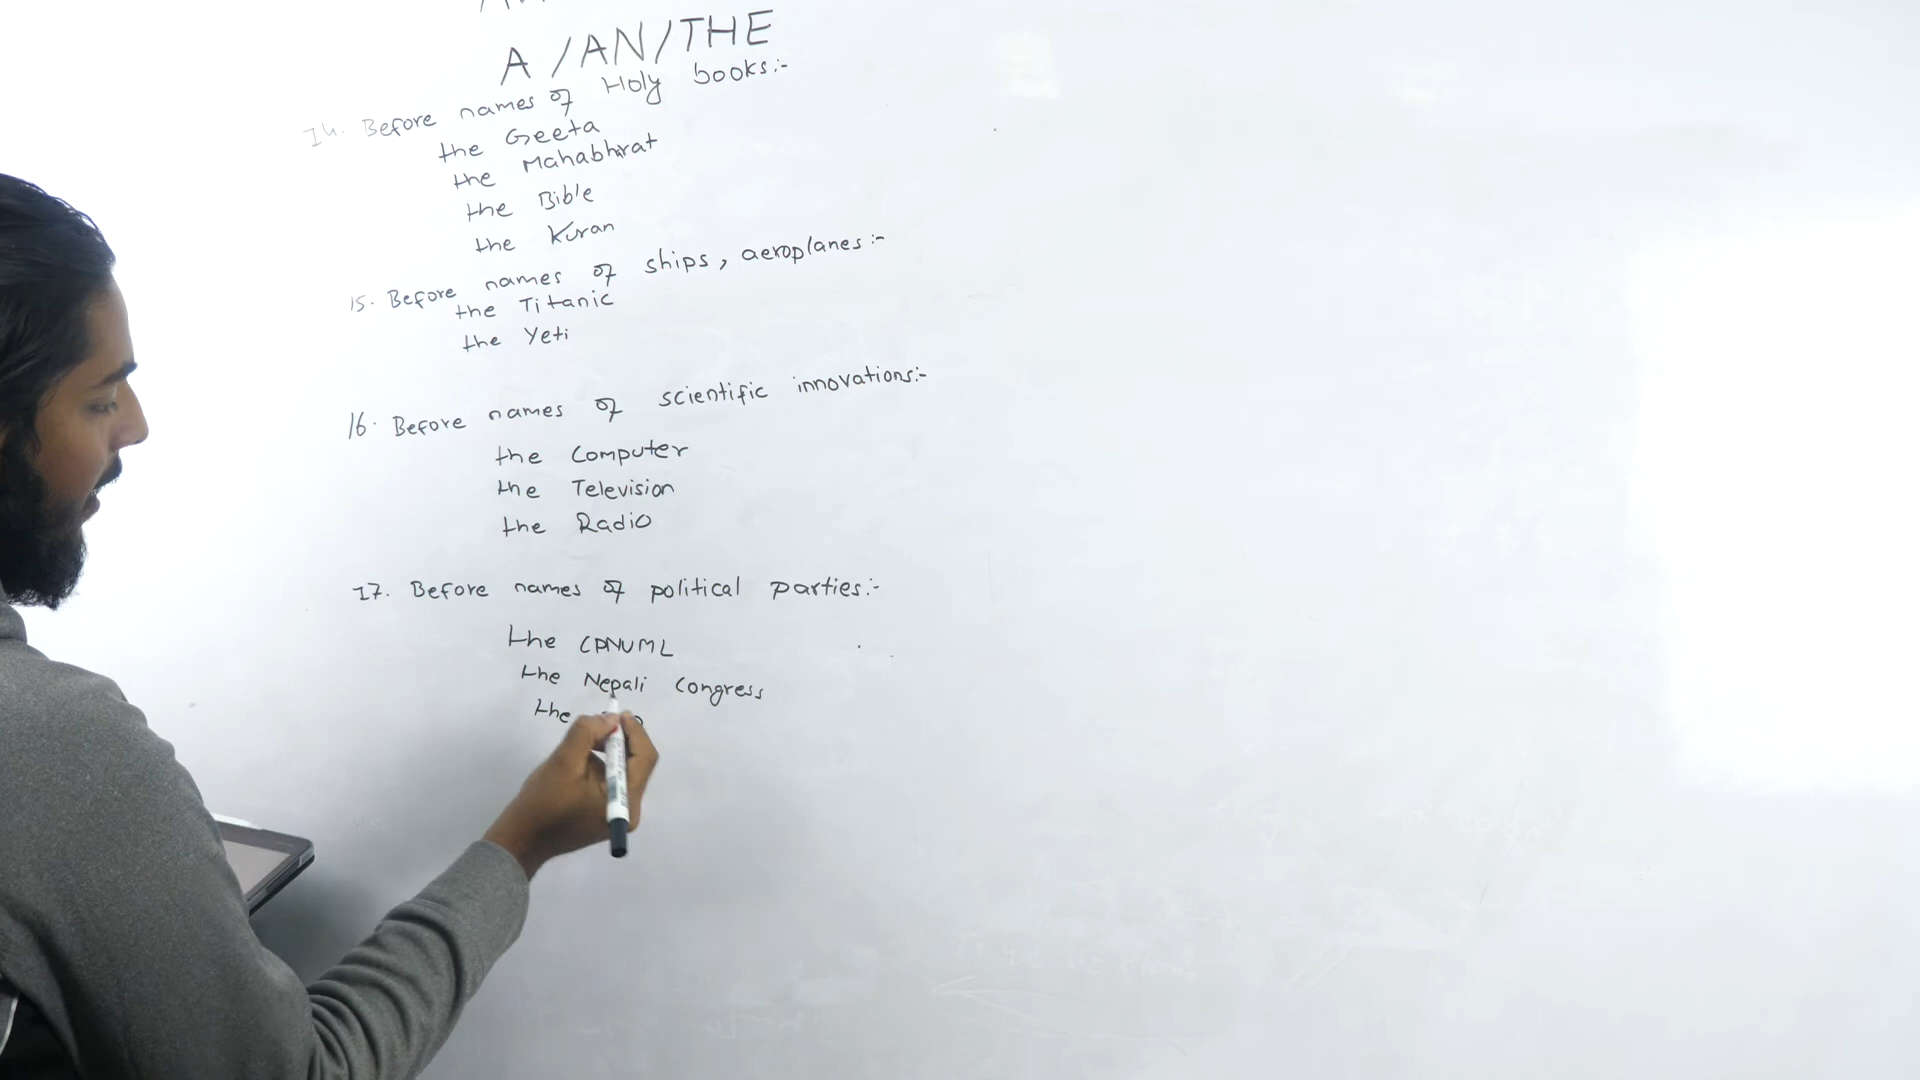 A/AN/THE
14. Before names of Holy books:-
the Geeta
the Mahabharat
the Bible
the Kuran
15. Before names of ships, aeroplanes:-
the Titanic
the Yeti
16. Before names of scientific innovations:-
the Computer
the Television
the Radio
17. Before names of political parties:-
the CPNUML
the Nepali Congress
the